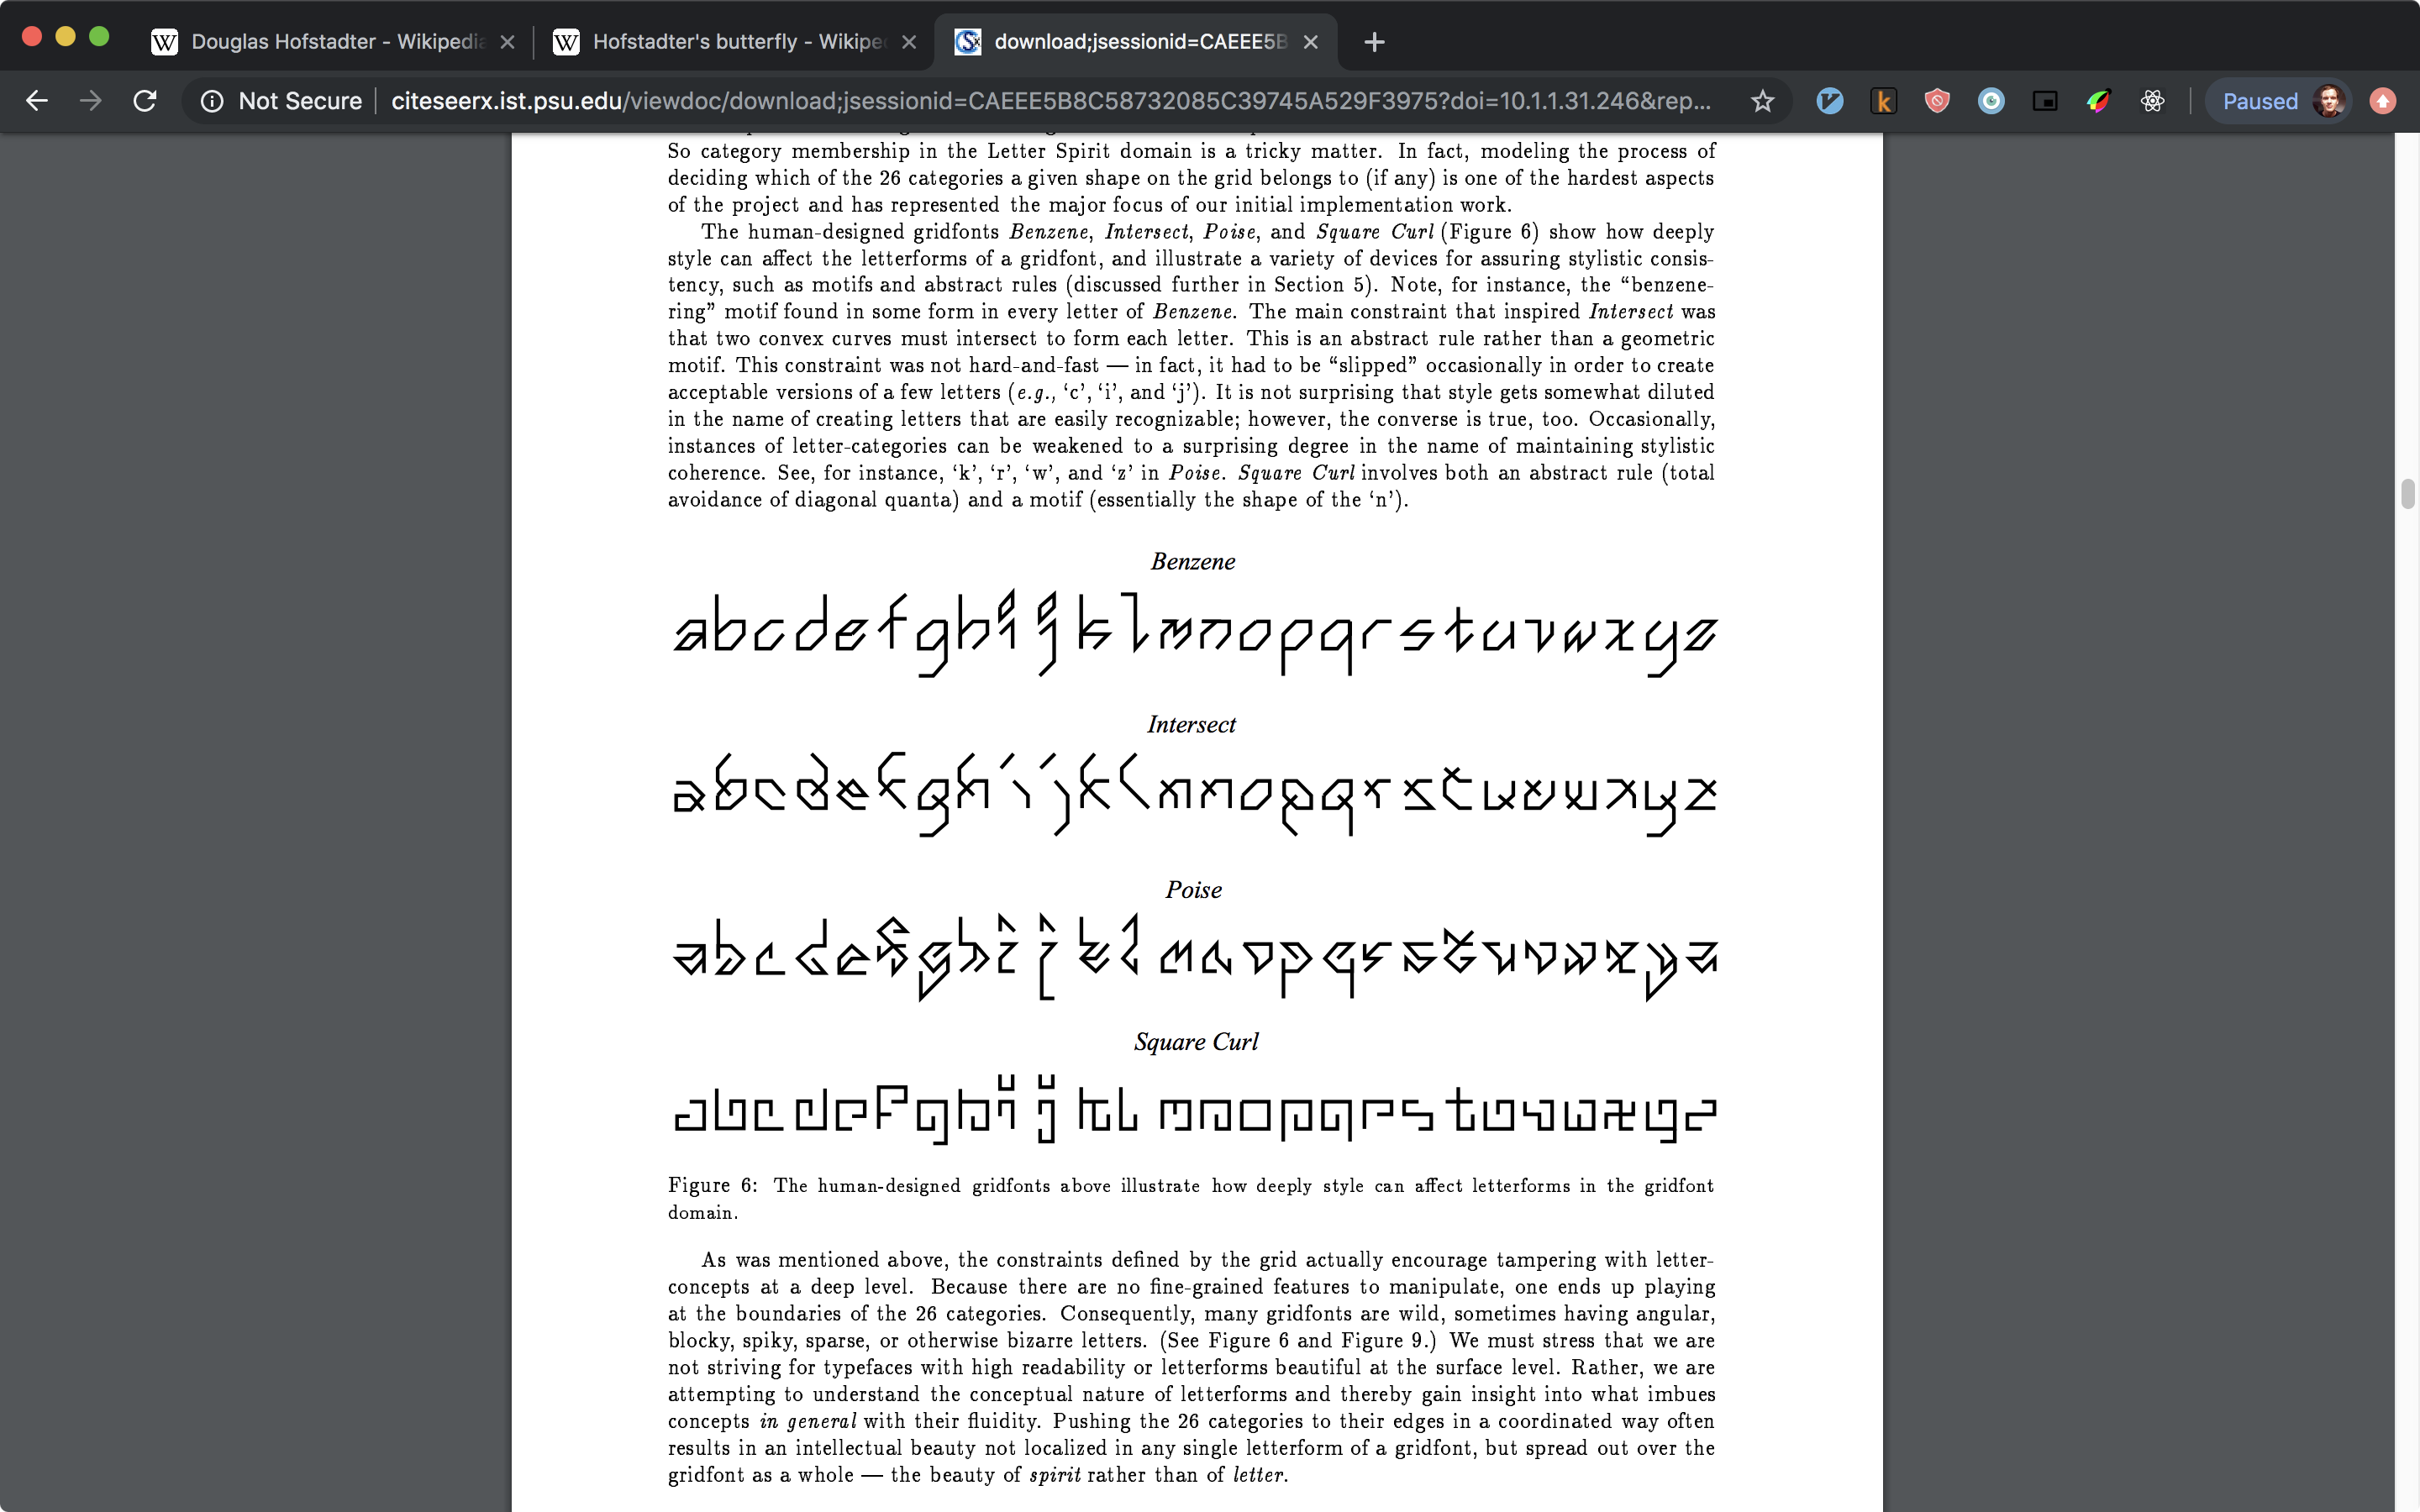 Douglas Hofstadter - Wikipedia
Hofstadter's butterfly - Wikipe
download;jsessionid=CAEEE5B
Not Secure
citeseerx.ist.psu.edu/viewdoc/download;jsessionid=CAEEE5B8C58732085C39745A529F3975?doi=10.1.1.31.246&rep...
Paused
So category membership in the Letter Spirit domain is a tricky matter. In fact, modeling the process of
deciding which of the 26 categories a given shape on the grid belongs to (if any) is one of the hardest aspects
of the project and has represented the major focus of our initial implementation work.
The human-designed gridfonts Benzene, Intersect, Poise, and Square Curl (Figure 6) show how deeply
style can affect the letterforms of a gridfont, and illustrate a variety of devices for assuring stylistic consis-
tency, such as motifs and abstract rules (discussed further in Section 5). Note, for instance, the “benzene-
ring” motif found in some form in every letter of Benzene. The main constraint that inspired Intersect was
that two convex curves must intersect to form each letter. This is an abstract rule rather than a geometric
motif. This constraint was not hard-and-fast — in fact, it had to be “slipped” occasionally in order to create
acceptable versions of a few letters (e.g., ‘c’, ‘i’, and ‘j’). It is not surprising that style gets somewhat diluted
in the name of creating letters that are easily recognizable; however, the converse is true, too. Occasionally,
instances of letter-categories can be weakened to a surprising degree in the name of maintaining stylistic
coherence. See, for instance, ‘k’, ‘r’, ‘w’, and ‘z’ in Poise. Square Curl involves both an abstract rule (total
avoidance of diagonal quanta) and a motif (essentially the shape of the ‘n’).
Benzene
abcdefghijklmnopqrstuvwxyz
Intersect
abcdefghijklmnopqrstuvwxyz
Poise
abcdefghijklmnopqrstuvwxyz
Square Curl
abcdefghijklmnopqrstuvwxyz
Figure 6: The human-designed gridfonts above illustrate how deeply style can affect letterforms in the gridfont
domain.
As was mentioned above, the constraints defined by the grid actually encourage tampering with letter-
concepts at a deep level. Because there are no fine-grained features to manipulate, one ends up playing
at the boundaries of the 26 categories. Consequently, many gridfonts are wild, sometimes having angular,
blocky, spiky, sparse, or otherwise bizarre letters. (See Figure 6 and Figure 9.) We must stress that we are
not striving for typefaces with high readability or letterforms beautiful at the surface level. Rather, we are
attempting to understand the conceptual nature of letterforms and thereby gain insight into what imbues
concepts in general with their fluidity. Pushing the 26 categories to their edges in a coordinated way often
results in an intellectual beauty not localized in any single letterform of a gridfont, but spread out over the
gridfont as a whole — the beauty of spirit rather than of letter.